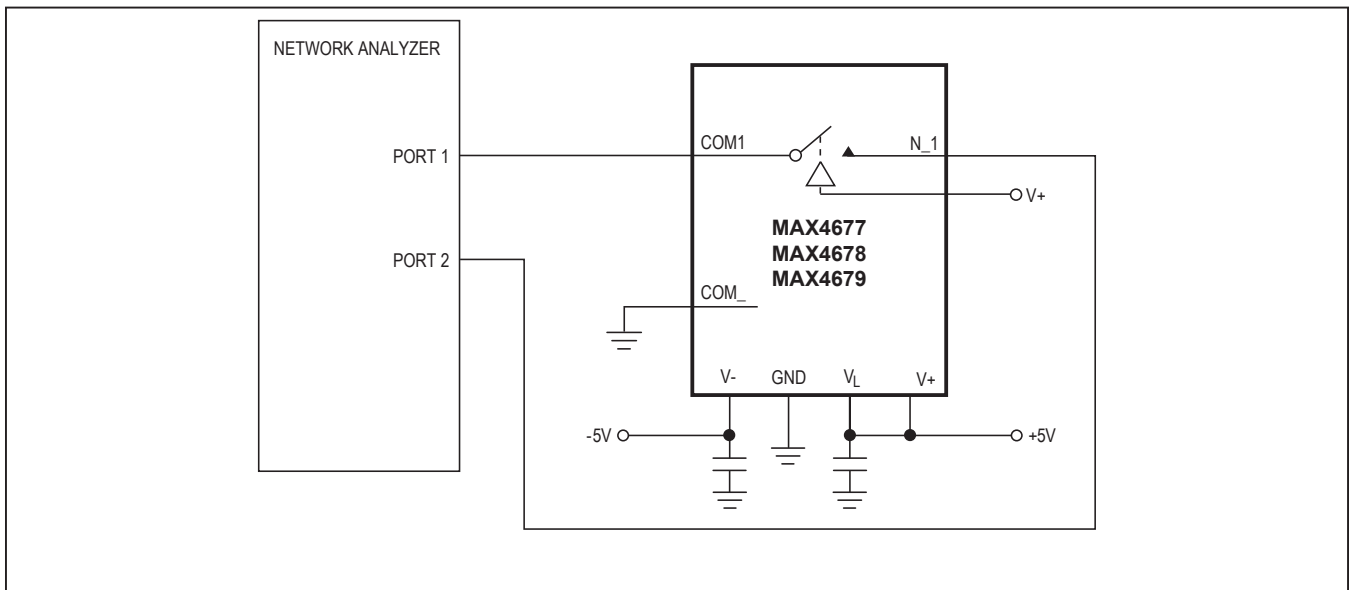 NETWORK ANALYZER
PORT 1
PORT 2
COM1
N_1
V+
MAX4677
MAX4678
MAX4679
COM_
V-
GND
VL
V+
-5V
+5V